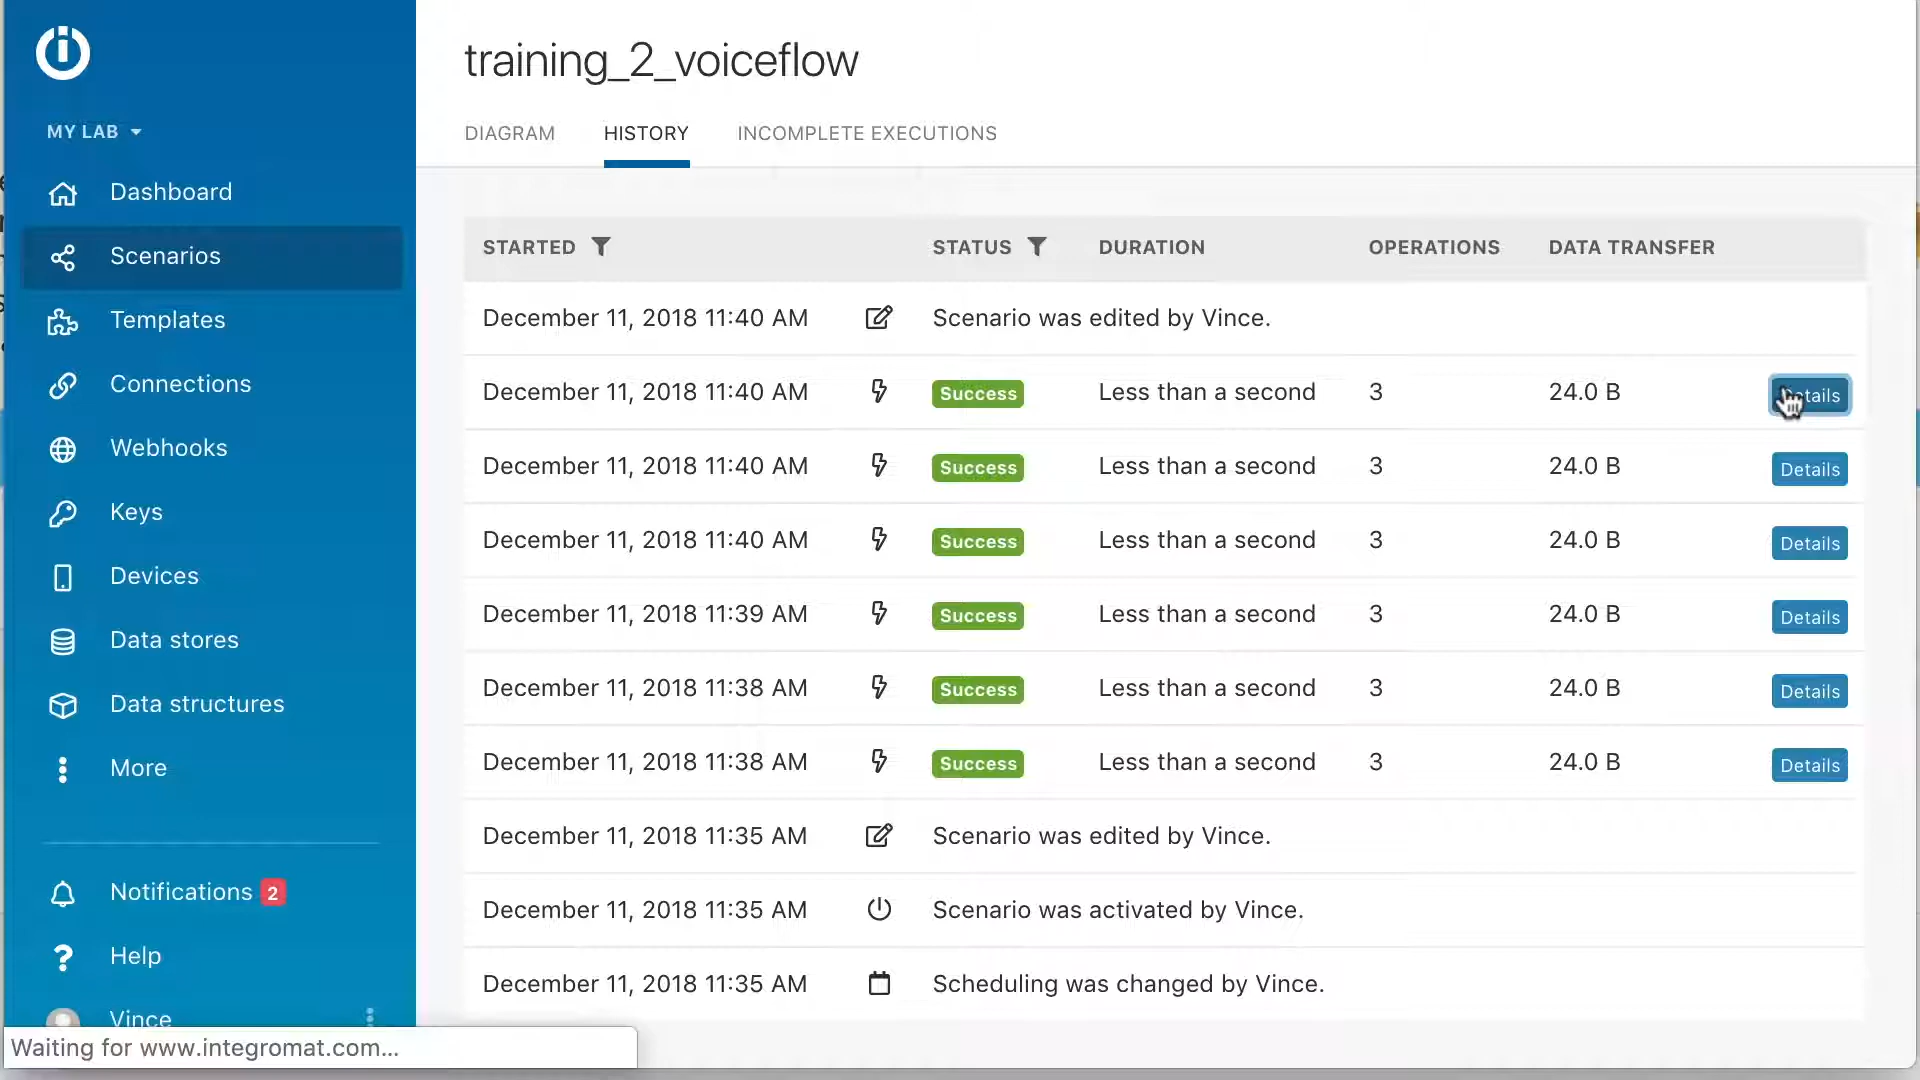 training_2_voiceflow
MY LAB
DIAGRAM HISTORY INCOMPLETE EXECUTIONS
Dashboard
Scenarios
Templates
Connections
Webhooks
Keys
Devices
Data stores
Data structures
More
Notifications 2
Help
Vince
STARTED STATUS DURATION OPERATIONS DATA TRANSFER
December 11, 2018 11:40 AM Scenario was edited by Vince.
December 11, 2018 11:40 AM Success Less than a second 3 24.0 B Details
December 11, 2018 11:40 AM Success Less than a second 3 24.0 B Details
December 11, 2018 11:40 AM Success Less than a second 3 24.0 B Details
December 11, 2018 11:39 AM Success Less than a second 3 24.0 B Details
December 11, 2018 11:38 AM Success Less than a second 3 24.0 B Details
December 11, 2018 11:38 AM Success Less than a second 3 24.0 B Details
December 11, 2018 11:35 AM Scenario was edited by Vince.
December 11, 2018 11:35 AM Scenario was activated by Vince.
December 11, 2018 11:35 AM Scheduling was changed by Vince.
Waiting for www.integromat.com...